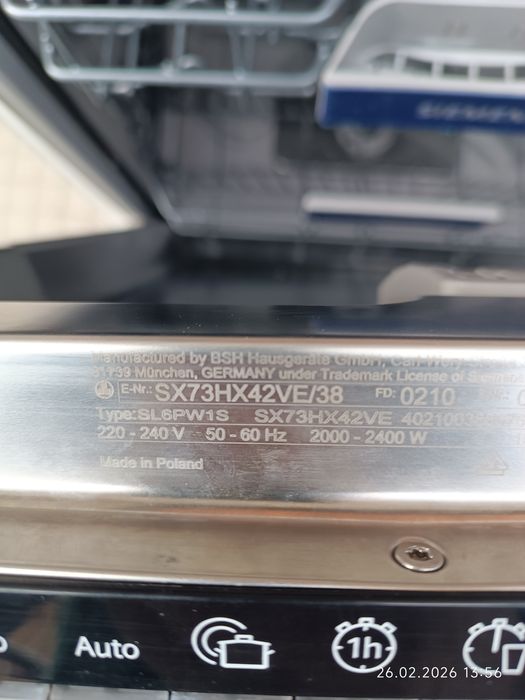 SIEMENS
Manufactured by BSH Hausgeräte GmbH, Carl-Wery-
81739 München, GERMANY under Trademark License of Siemens
E-Nr.: SX73HX42VE/38 FD: 0210
Type: SL6PW1S SX73HX42VE 402100
220 - 240 V 50 - 60 Hz 2000 - 2400 W
Made in Poland
Auto
1h
26.02.2026 13:56